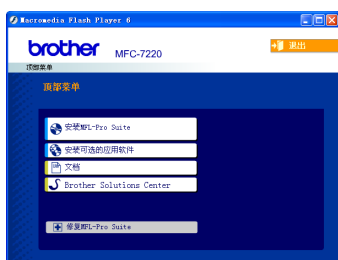 Macromedia Flash Player 6
brother MFC-7220
退出
顶部菜单
顶部菜单
安装MFL-Pro Suite
安装可选的应用软件
文档
Brother Solutions Center
修复MFL-Pro Suite